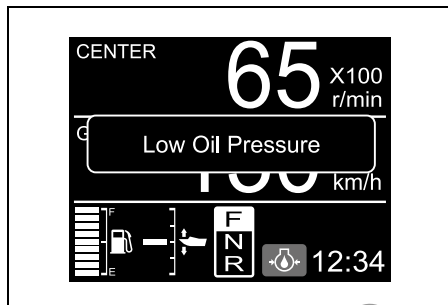 CENTER
65 X100
r/min
Low Oil Pressure
km/h
F
E
F
N
R
12:34